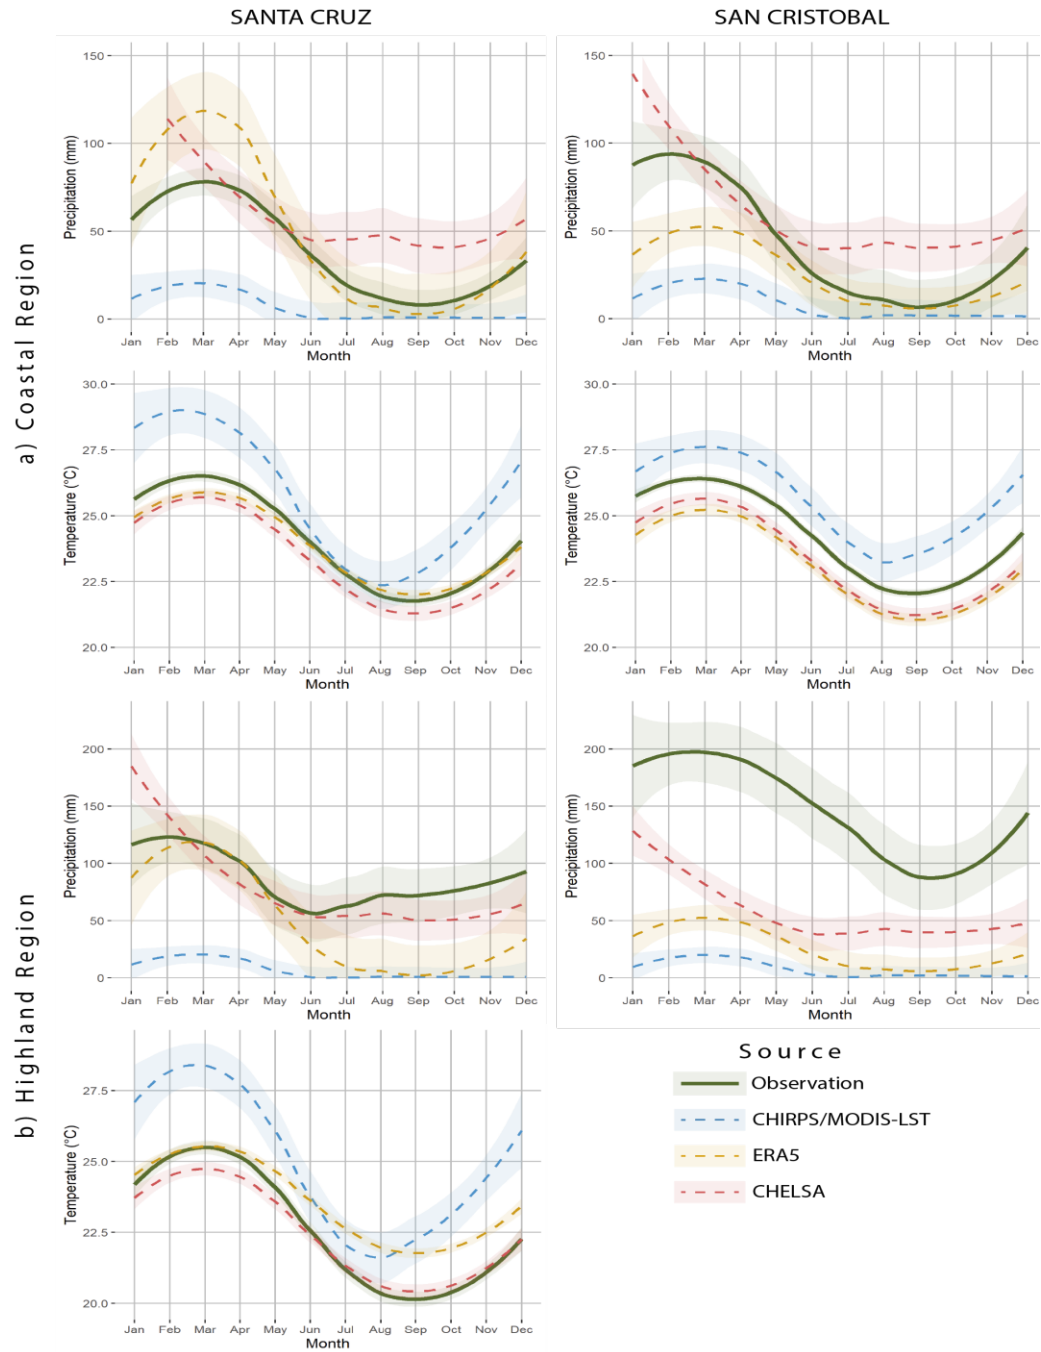 SANTA CRUZ
SAN CRISTOBAL
a) Coastal Region
150
100
50
0
Precipitation (mm)
Jan Feb Mar Apr May Jun Jul Aug Sep Oct Nov Dec
Month
150
100
50
0
Precipitation (mm)
Jan Feb Mar Apr May Jun Jul Aug Sep Oct Nov Dec
Month
30.0
27.5
25.0
22.5
20.0
Temperature (°C)
Jan Feb Mar Apr May Jun Jul Aug Sep Oct Nov Dec
Month
30.0
27.5
25.0
22.5
20.0
Temperature (°C)
Jan Feb Mar Apr May Jun Jul Aug Sep Oct Nov Dec
Month
b) Highland Region
200
150
100
50
0
Precipitation (mm)
Jan Feb Mar Apr May Jun Jul Aug Sep Oct Nov Dec
Month
200
150
100
50
0
Precipitation (mm)
Jan Feb Mar Apr May Jun Jul Aug Sep Oct Nov Dec
Month
27.5
25.0
22.5
20.0
Temperature (°C)
Jan Feb Mar Apr May Jun Jul Aug Sep Oct Nov Dec
Month
Source
Observation
CHIRPS/MODIS-LST
ERA5
CHELSA